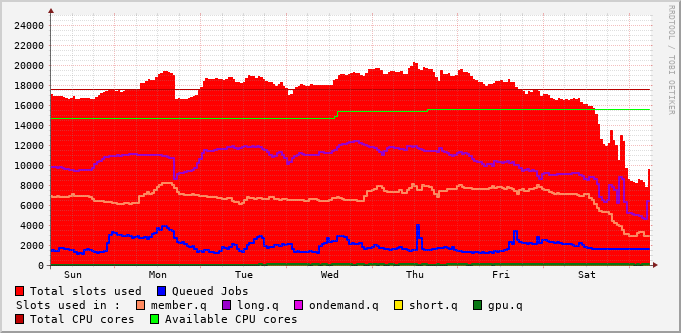 24000
22000
20000
18000
16000
14000
12000
10000
8000
6000
4000
2000
0
Sun Mon Tue Wed Thu Fri Sat
RRDTOOL / TOBI OETIKER
Total slots used Queued Jobs
Slots used in : member.q long.q ondemand.q short.q gpu.q
Total CPU cores Available CPU cores